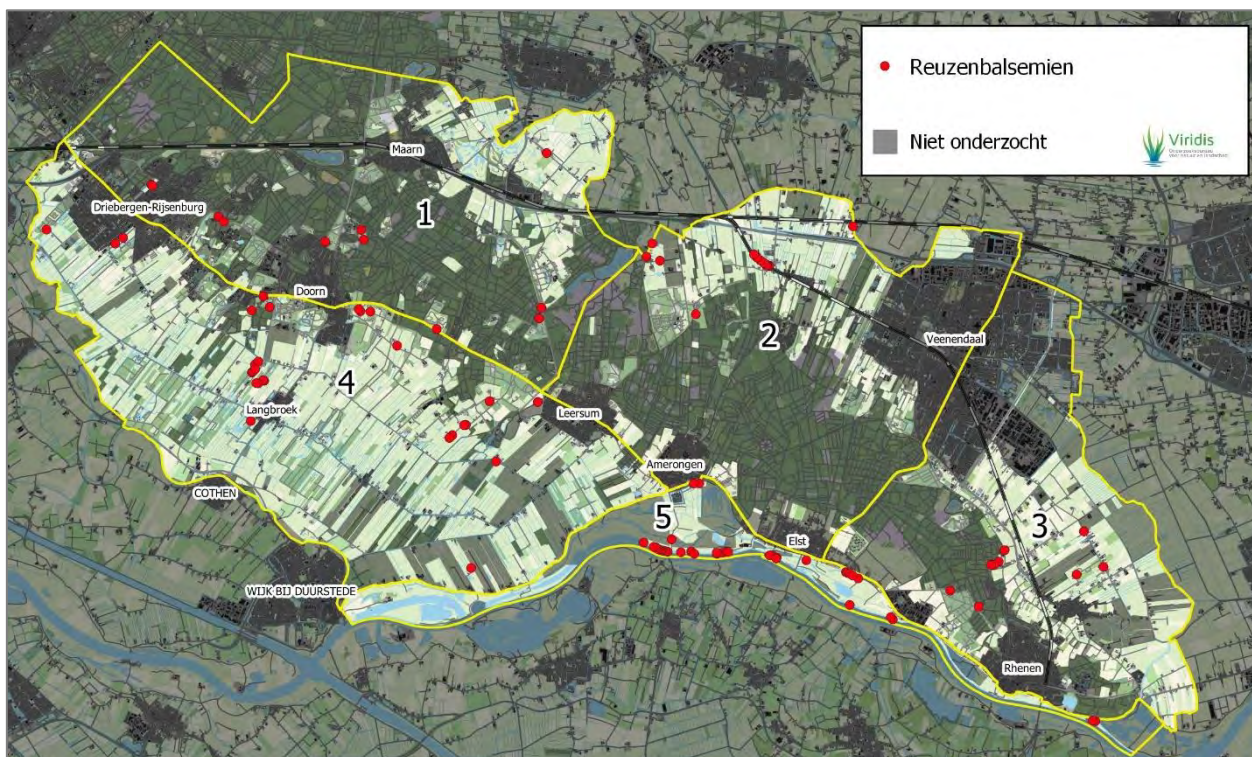 Reuzenbalsemien
Niet onderzocht
Viridis
Maarn
1
Driebergen-Rijsenburg
Doorn
2
Veenendaal
4
Langbroek
Leersum
Amerongen
COTHEN
5
Elst
3
WIJK BIJ DUURSTEDE
Rhenen